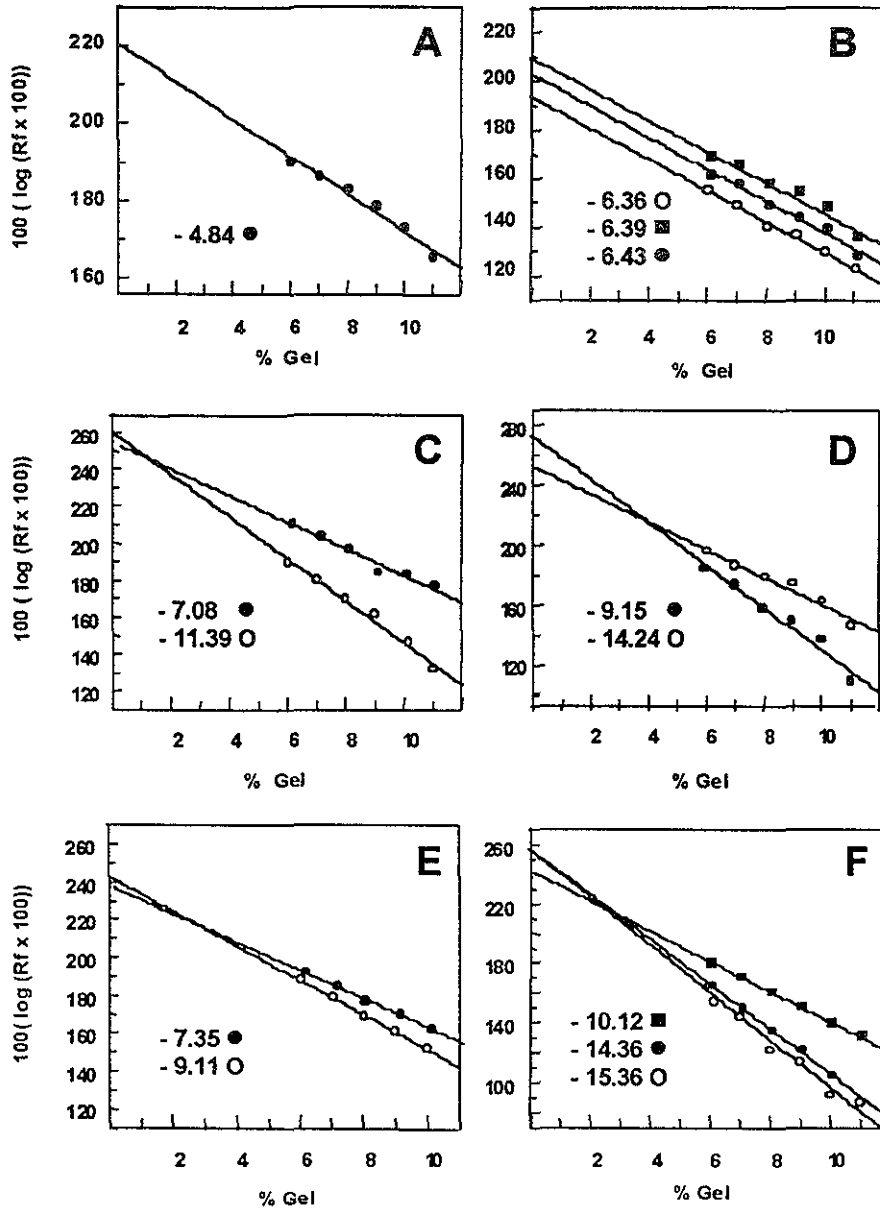 A
100 ( log (Rf x 100))
220
200
180
160
- 4.84
2 4 6 8 10
% Gel
B
220
200
180
160
140
120
- 6.36
- 6.39
- 6.43
2 4 6 8 10
% Gel
C
100 ( log (Rf x 100))
260
240
220
200
180
160
140
120
- 7.08
- 11.39
2 4 6 8 10
% Gel
D
280
240
200
160
120
- 9.15
- 14.24
2 4 6 8 10
% Gel
E
100( log (Rf x 100))
260
240
220
200
180
160
140
120
- 7.35
- 9.11
2 4 6 8 10
% Gel
F
260
220
180
140
100
- 10.12
- 14.36
- 15.36
2 4 6 8 10
% Gel